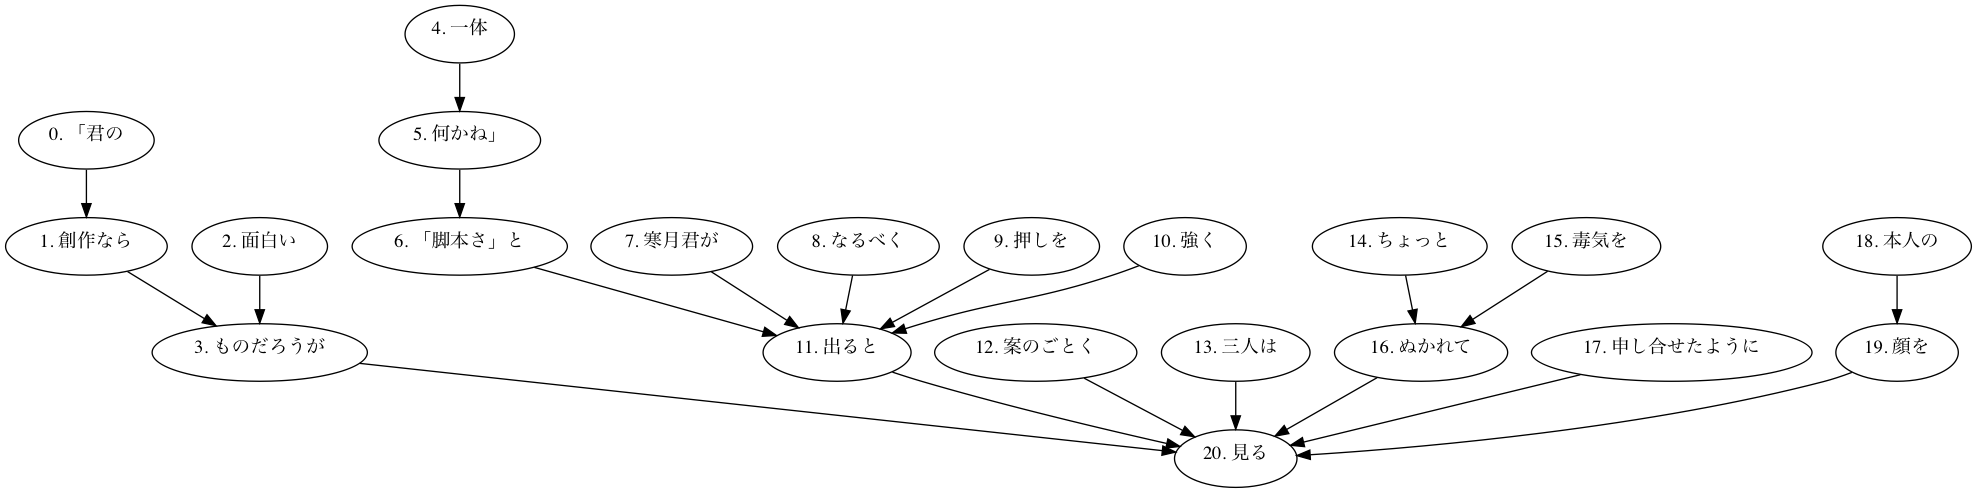 0. 「君の
1. 創作なら
2. 面白い
3. ものだろうが
4. 一体
5. 何かね」
6. 「脚本さ」と
7. 寒月君が
8. なるべく
9. 押しを
10. 強く
11. 出ると
12. 案のごとく
13. 三人は
14. ちょっと
15. 毒気を
16. ぬかれて
17. 申し合せたように
18. 本人の
19. 顔を
20. 見る